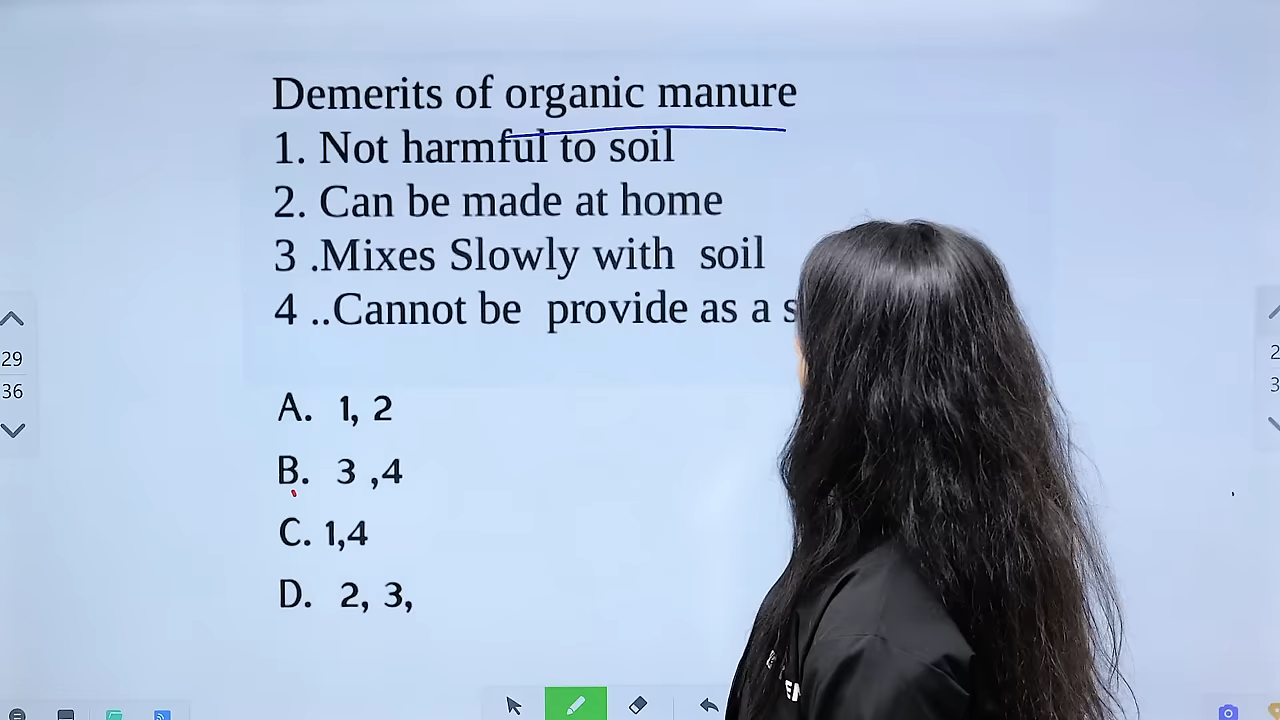 Demerits of organic manure
1. Not harmful to soil
2. Can be made at home
3 .Mixes Slowly with soil
4 ..Cannot be provide as a
A. 1, 2
B. 3 ,4
C. 1,4
D. 2, 3,
29
36